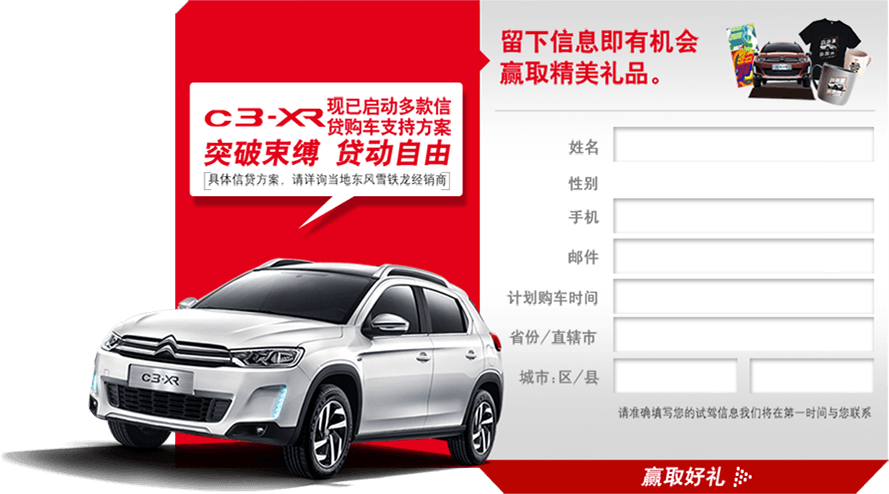 C3-XR 现已启动多款信
贷购车支持方案
突破束缚 贷动自由
具体信贷方案，请详询当地东风雪铁龙经销商
C3-XR
留下信息即有机会
赢取精美礼品。
姓名
性别
手机
邮件
计划购车时间
省份/直辖市
城市:区/县
请准确填写您的试驾信息我们将在第一时间与您联系
赢取好礼